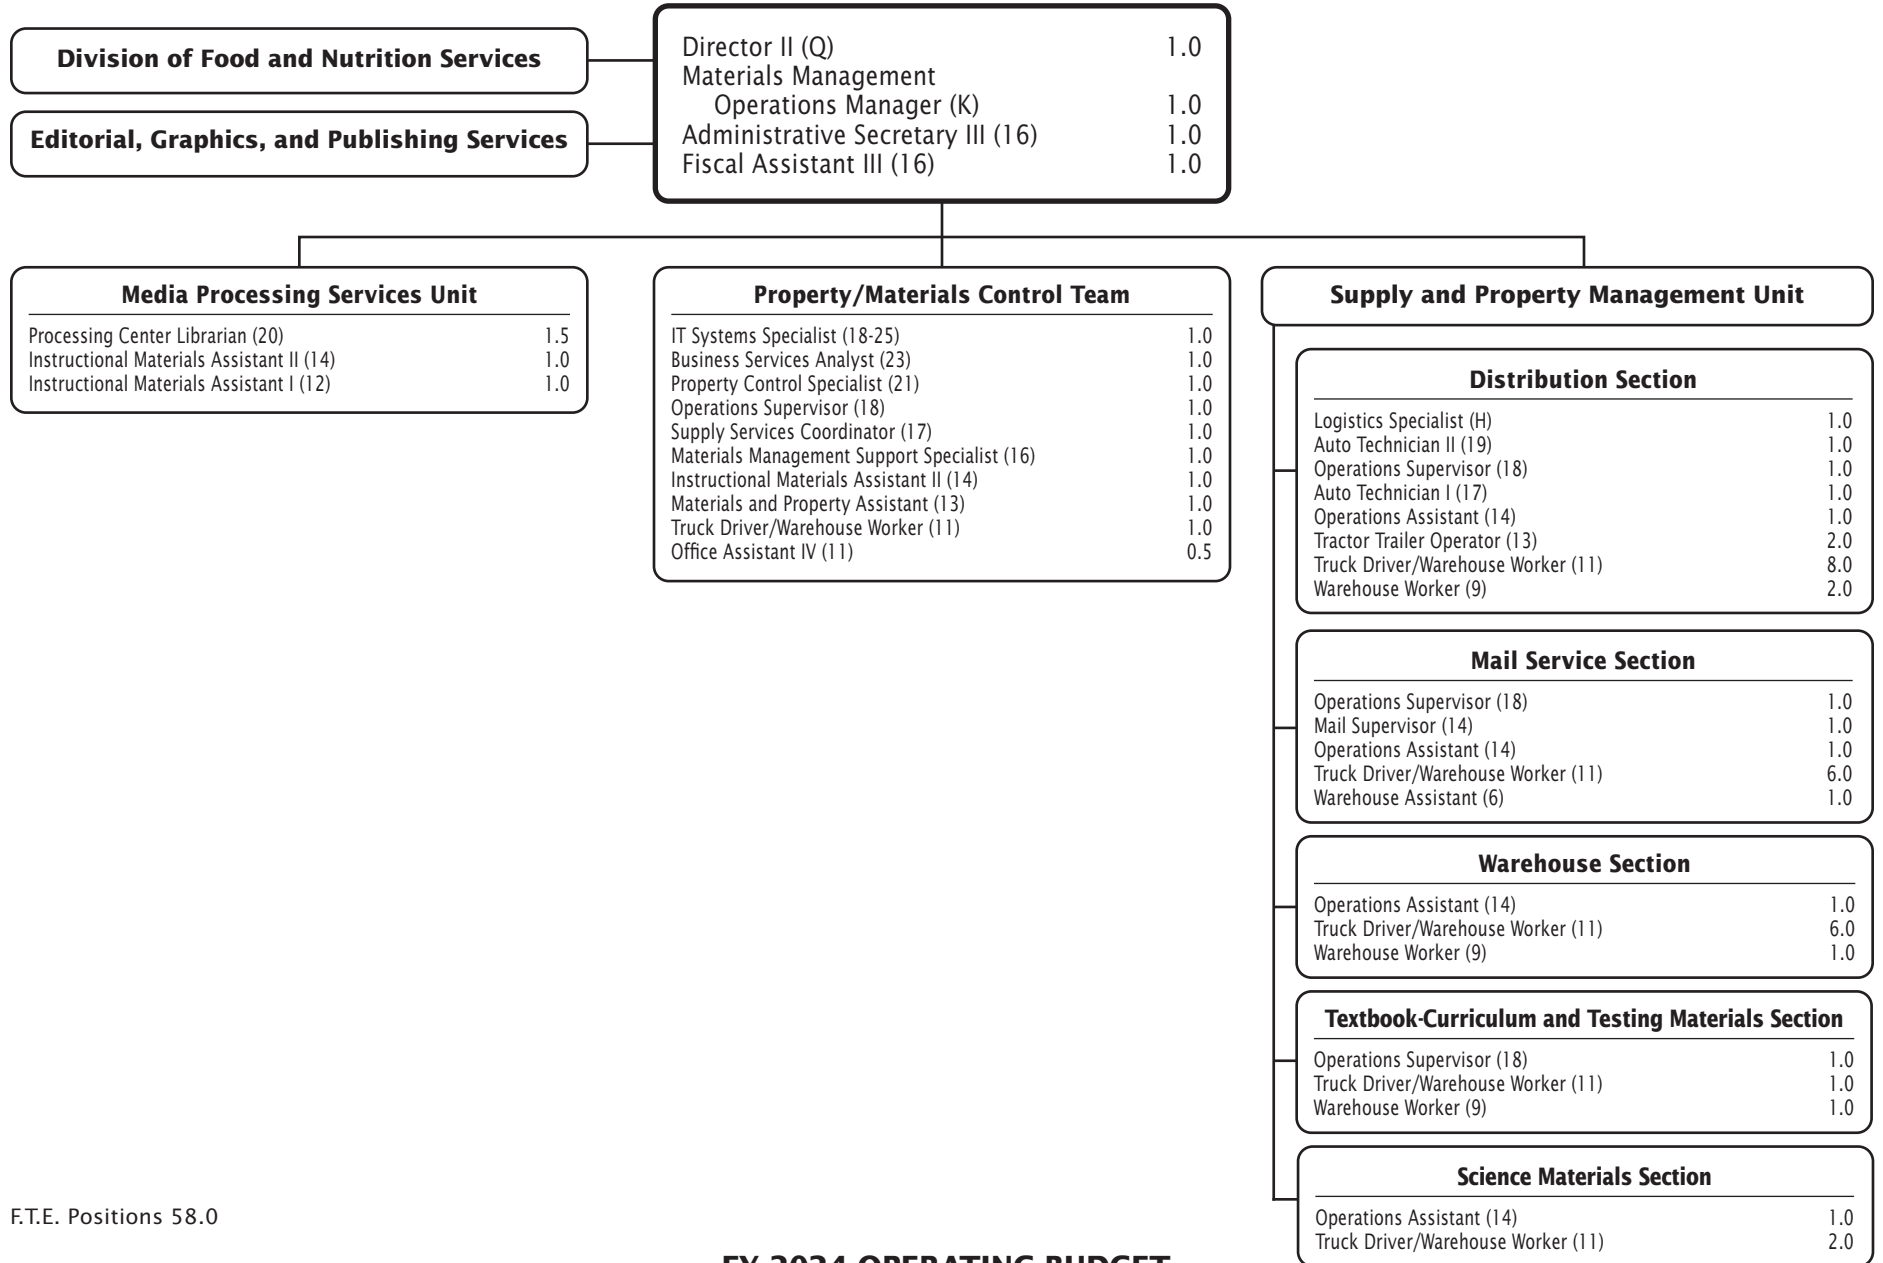 Division of Food and Nutrition Services
Editorial, Graphics, and Publishing Services
Director II (Q) 1.0
Materials Management
Operations Manager (K) 1.0
Administrative Secretary III (16) 1.0
Fiscal Assistant III (16) 1.0
Media Processing Services Unit
Processing Center Librarian (20) 1.5
Instructional Materials Assistant II (14) 1.0
Instructional Materials Assistant I (12) 1.0
Property/Materials Control Team
IT Systems Specialist (18-25) 1.0
Business Services Analyst (23) 1.0
Property Control Specialist (21) 1.0
Operations Supervisor (18) 1.0
Supply Services Coordinator (17) 1.0
Materials Management Support Specialist (16) 1.0
Instructional Materials Assistant II (14) 1.0
Materials and Property Assistant (13) 1.0
Truck Driver/Warehouse Worker (11) 1.0
Office Assistant IV (11) 0.5
Supply and Property Management Unit
Distribution Section
Logistics Specialist (H) 1.0
Auto Technician II (19) 1.0
Operations Supervisor (18) 1.0
Auto Technician I (17) 1.0
Operations Assistant (14) 1.0
Tractor Trailer Operator (13) 2.0
Truck Driver/Warehouse Worker (11) 8.0
Warehouse Worker (9) 2.0
Mail Service Section
Operations Supervisor (18) 1.0
Mail Supervisor (14) 1.0
Operations Assistant (14) 1.0
Truck Driver/Warehouse Worker (11) 6.0
Warehouse Assistant (6) 1.0
Warehouse Section
Operations Assistant (14) 1.0
Truck Driver/Warehouse Worker (11) 6.0
Warehouse Worker (9) 1.0
Textbook-Curriculum and Testing Materials Section
Operations Supervisor (18) 1.0
Truck Driver/Warehouse Worker (11) 1.0
Warehouse Worker (9) 1.0
Science Materials Section
Operations Assistant (14) 1.0
Truck Driver/Warehouse Worker (11) 2.0
F.T.E. Positions 58.0
FY 2024 OPERATING BUDGET